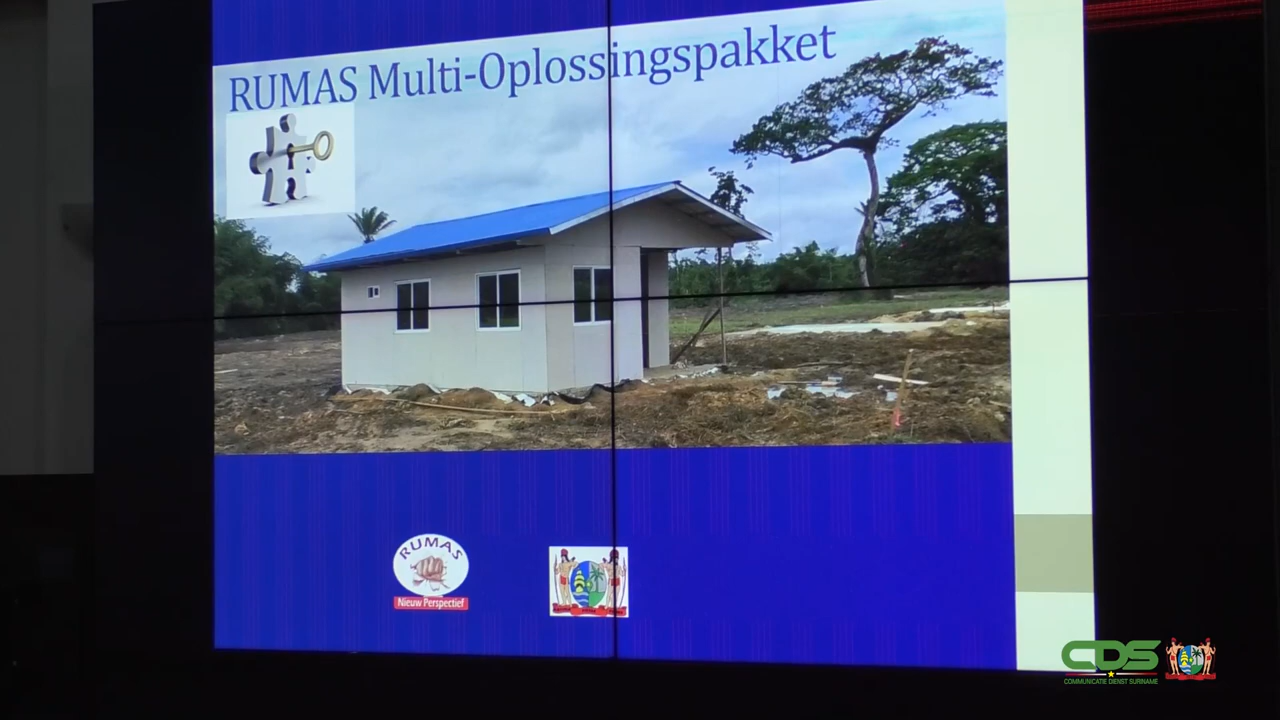 RUMAS Multi-Oplossingspakket
RUMAS
Nieuw Perspectief
CDS
COMMUNICATIE DIENST SURINAME